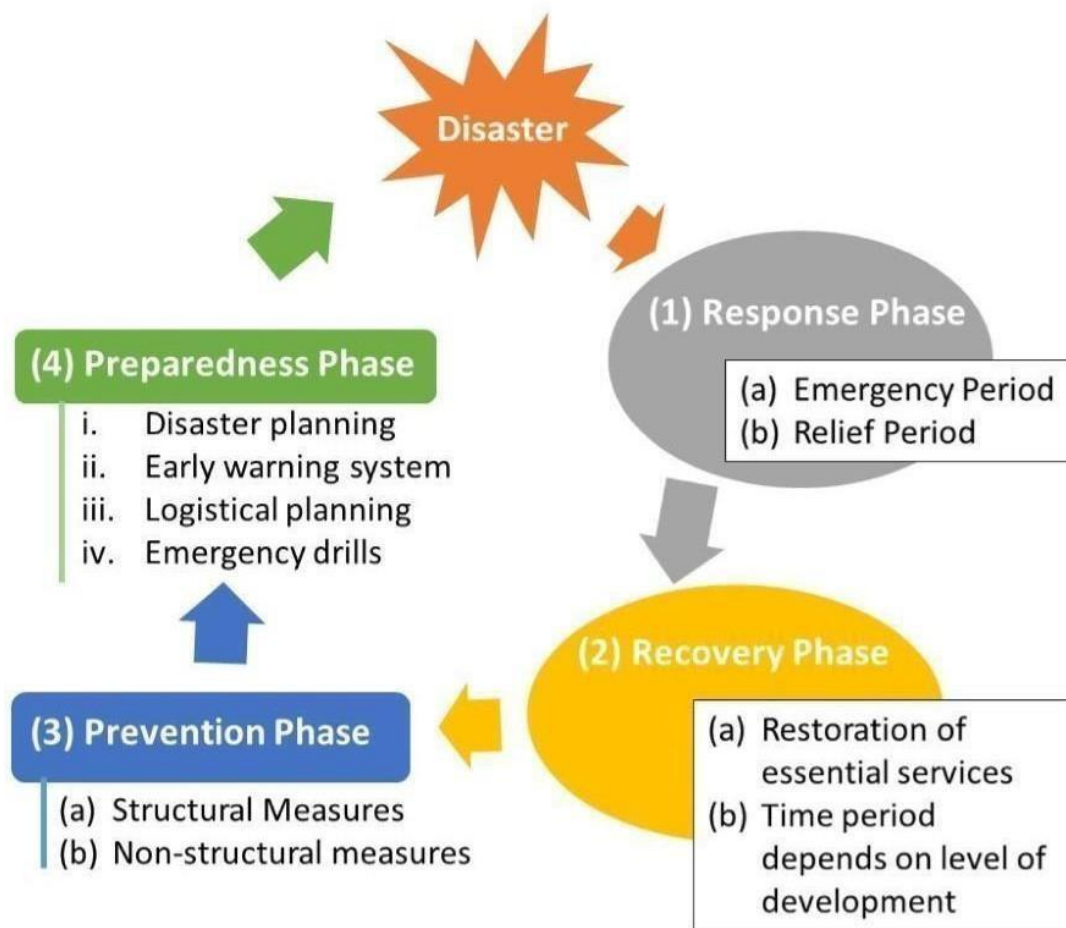 Disaster
(1) Response Phase
(a) Emergency Period
(b) Relief Period
(2) Recovery Phase
(a) Restoration of
essential services
(b) Time period
depends on level of
development
(3) Prevention Phase
(a) Structural Measures
(b) Non-structural measures
(4) Preparedness Phase
i. Disaster planning
ii. Early warning system
iii. Logistical planning
iv. Emergency drills